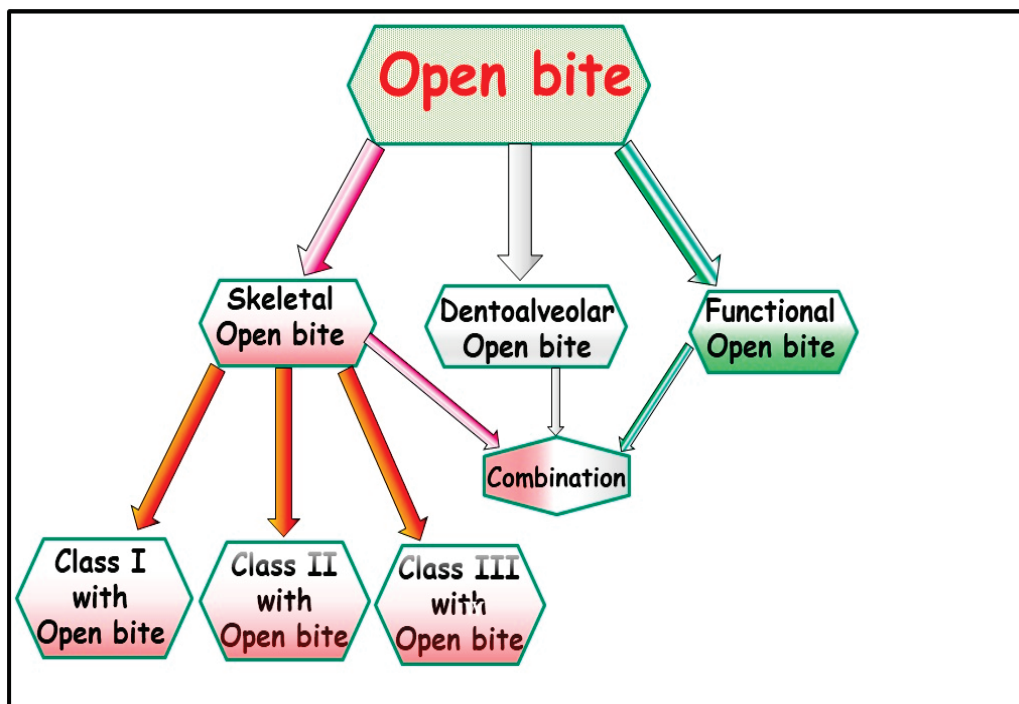 Open bite
Skeletal
Open bite
Dentoalveolar
Open bite
Functional
Open bite
Combination
Class I
with
Open bite
Class II
with
Open bite
Class III
with
Open bite